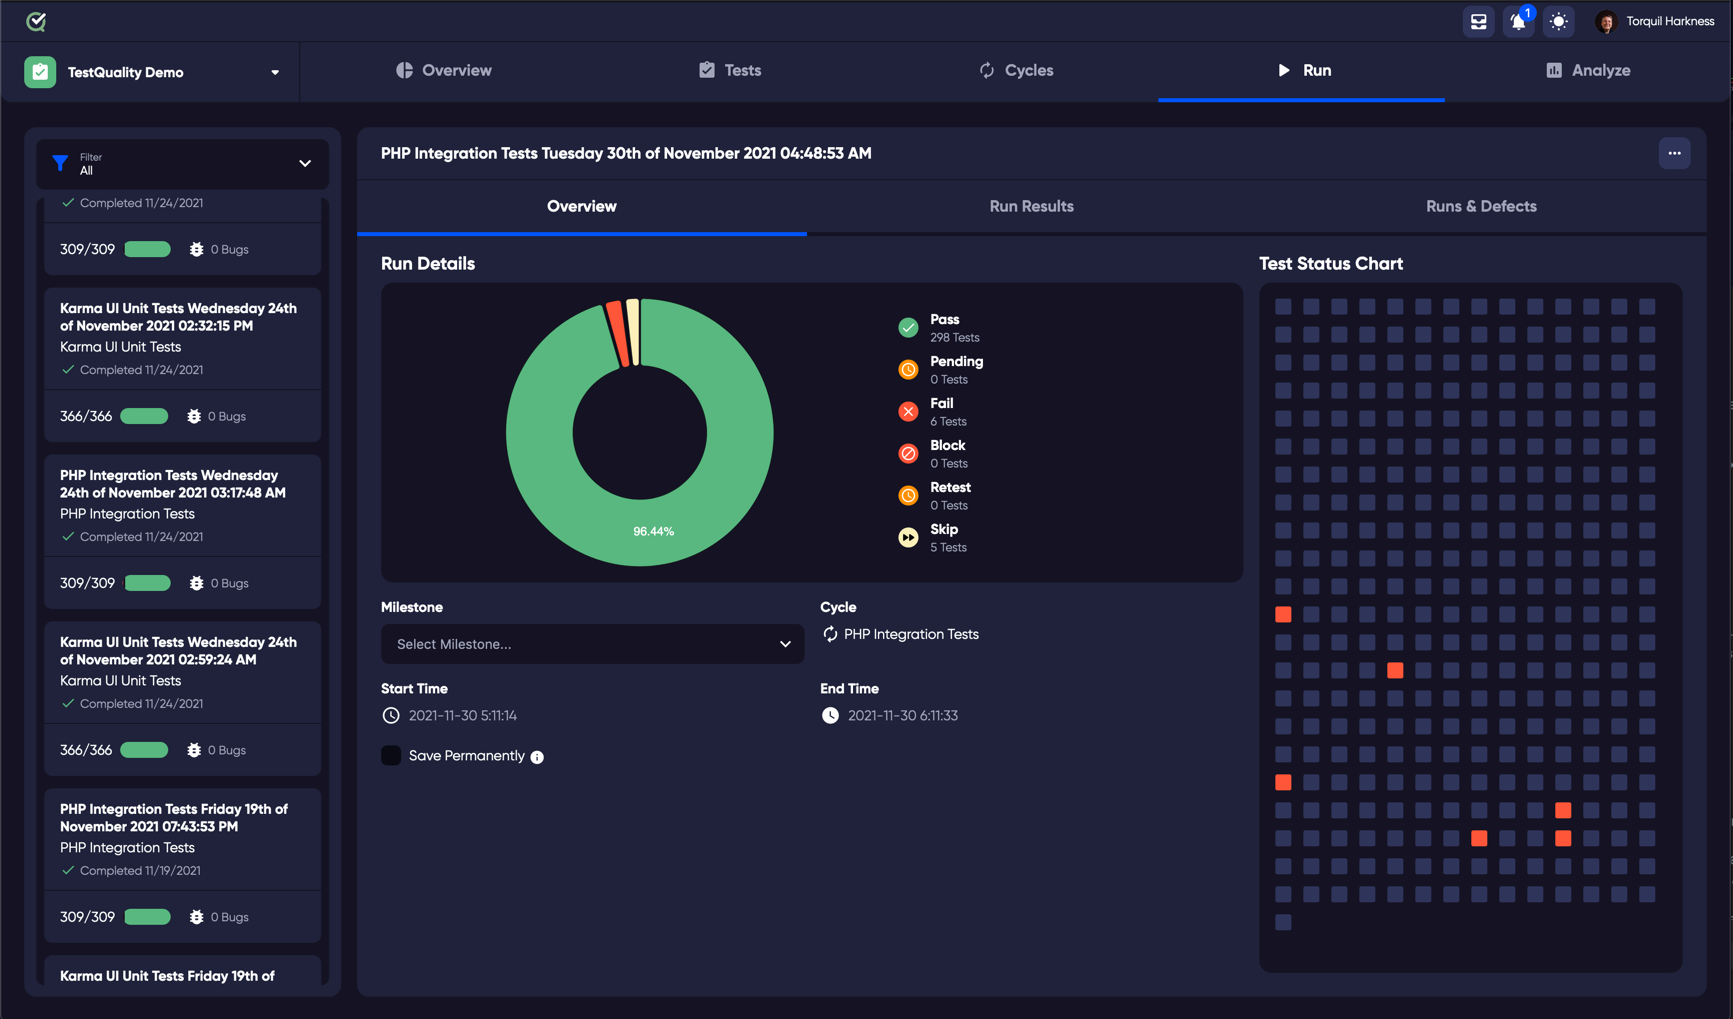 1
Torquil Harkness
TestQuality Demo
Overview
Tests
Cycles
Run
Analyze
Filter
All
Completed 11/24/2021
309/309
0 Bugs
Karma UI Unit Tests Wednesday 24th
of November 2021 02:32:15 PM
Karma UI Unit Tests
Completed 11/24/2021
366/366
0 Bugs
PHP Integration Tests Wednesday
24th of November 2021 03:17:48 AM
PHP Integration Tests
Completed 11/24/2021
309/309
0 Bugs
Karma UI Unit Tests Wednesday 24th
of November 2021 02:59:24 AM
Karma UI Unit Tests
Completed 11/24/2021
366/366
0 Bugs
PHP Integration Tests Friday 19th of
November 2021 07:43:53 PM
PHP Integration Tests
Completed 11/19/2021
309/309
0 Bugs
Karma UI Unit Tests Friday 19th of
PHP Integration Tests Tuesday 30th of November 2021 04:48:53 AM
Overview
Run Results
Runs & Defects
Run Details
96.44%
Pass
298 Tests
Pending
0 Tests
Fail
6 Tests
Block
0 Tests
Retest
0 Tests
Skip
5 Tests
Milestone
Select Milestone...
Cycle
PHP Integration Tests
Start Time
2021-11-30 5:11:14
End Time
2021-11-30 6:11:33
Save Permanently
Test Status Chart